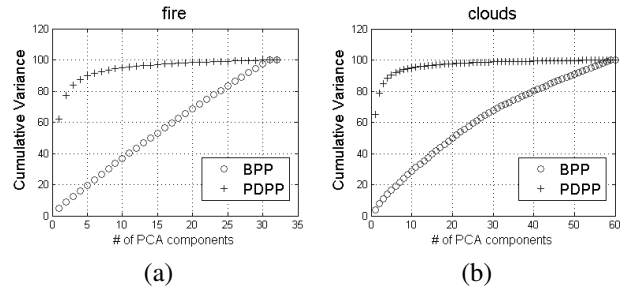 fire
120
100
80
60
40
20
0
Cumulative Variance
BPP
PDPP
0 5 10 15 20 25 30 35
# of PCA components
(a)
clouds
120
100
80
60
40
20
0
Cumulative Variance
BPP
PDPP
0 10 20 30 40 50 60
# of PCA components
(b)